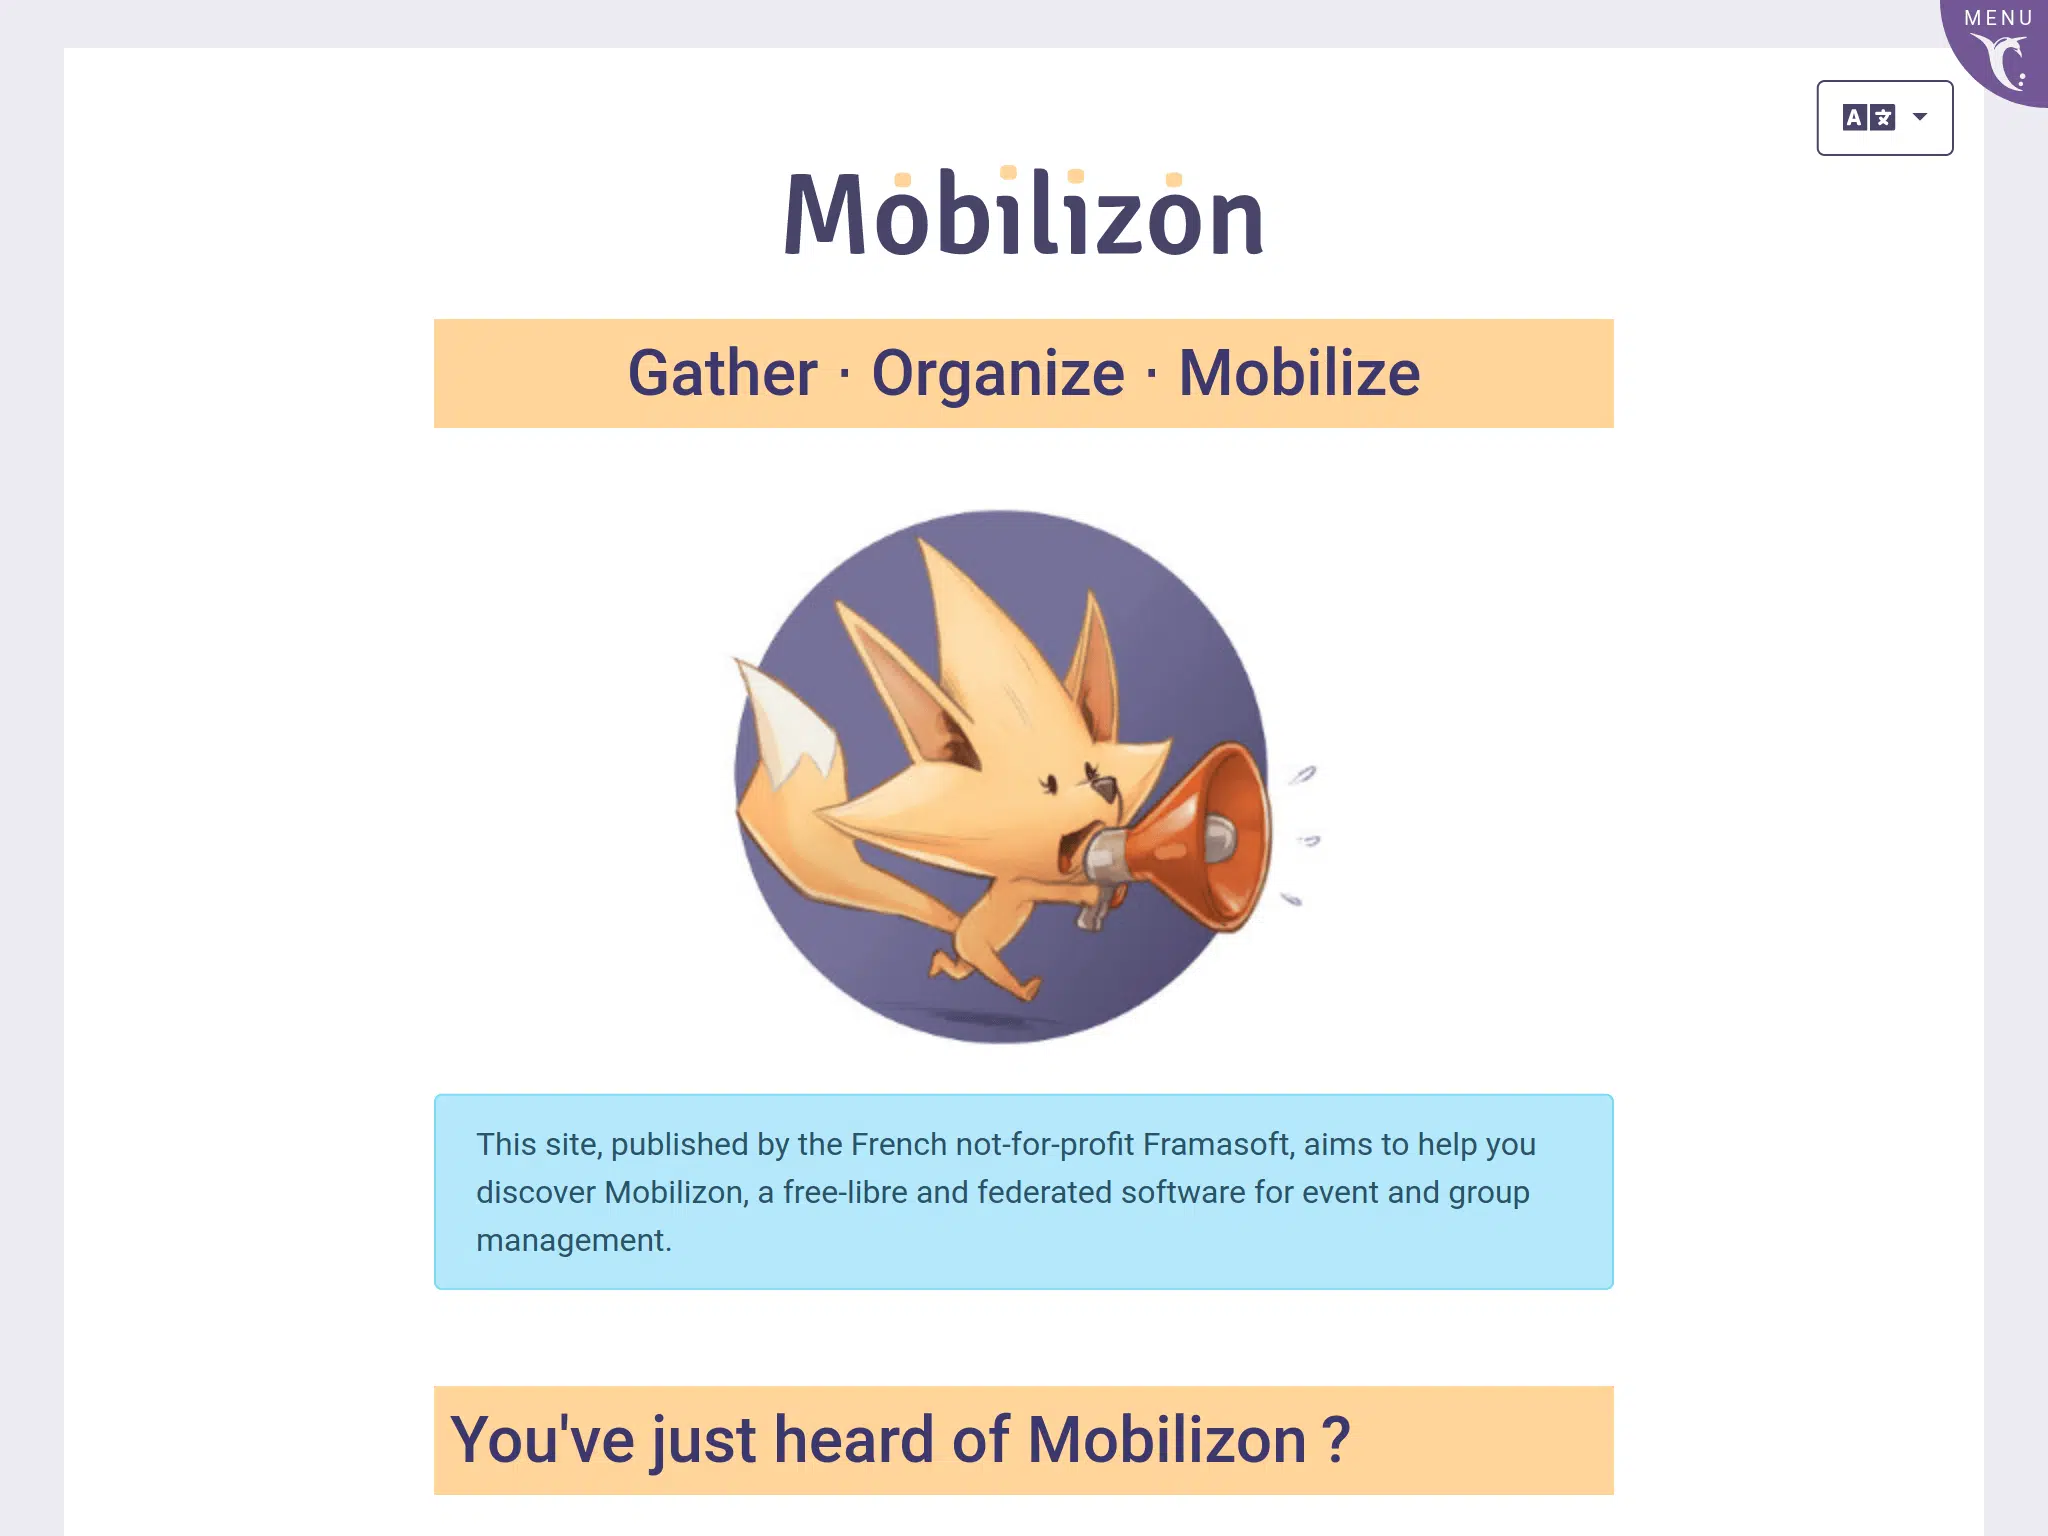 MENU
A 文
Mobilizon
Gather · Organize · Mobilize
This site, published by the French not-for-profit Framasoft, aims to help you
discover Mobilizon, a free-libre and federated software for event and group
management.
You've just heard of Mobilizon ?